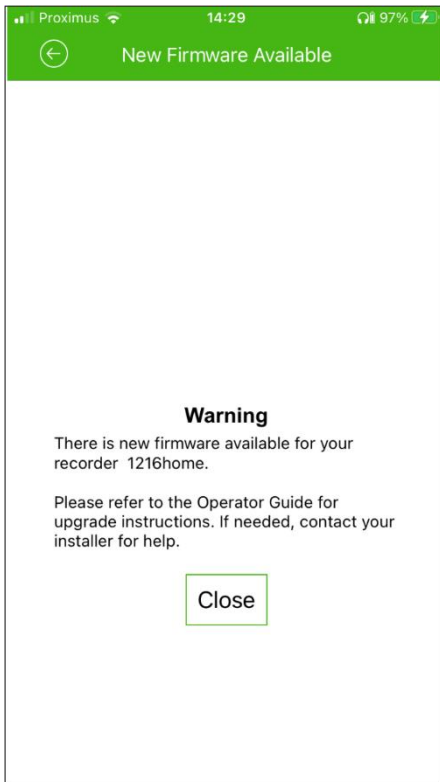 Proximus 14:29 97%
New Firmware Available
Warning
There is new firmware available for your
recorder 1216home.
Please refer to the Operator Guide for
upgrade instructions. If needed, contact your
installer for help.
Close